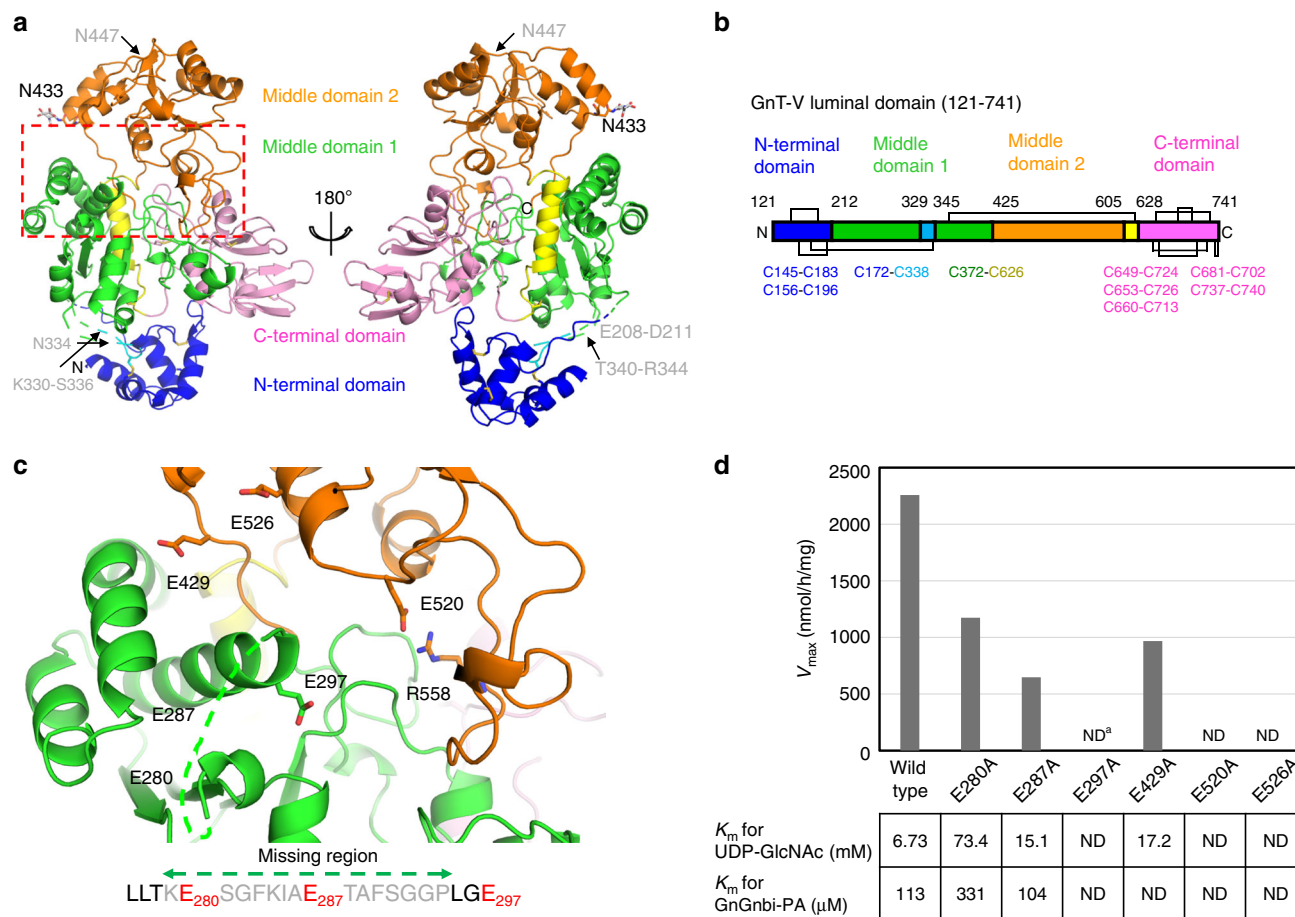 a
N447
N433
Middle domain 2
Middle domain 1
180°
C-terminal domain
N-terminal domain
N334
N
K330-S336
N447
N433
C
E208-D211
T340-R344
b
GnT-V luminal domain (121-741)
N-terminal domain
Middle domain 1
Middle domain 2
C-terminal domain
121 212 329 345 425 605 628 741
N C
C145-C183 C172-C338 C372-C626 C649-C724 C681-C702
C156-C196 C653-C726 C737-C740
C660-C713
c
E526
E429
E520
E297
R558
E287
E280
Missing region
LLTKE280SGFKIAE287TAFSGGPLGE297
d
Vmax (nmol/h/mg)
2500
2000
1500
1000
500
0
NDa ND ND
Wild type E280A E287A E297A E429A E520A E526A
Km for UDP-GlcNAc (mM) 6.73 73.4 15.1 ND 17.2 ND ND
Km for GnGnbi-PA (μM) 113 331 104 ND ND ND ND